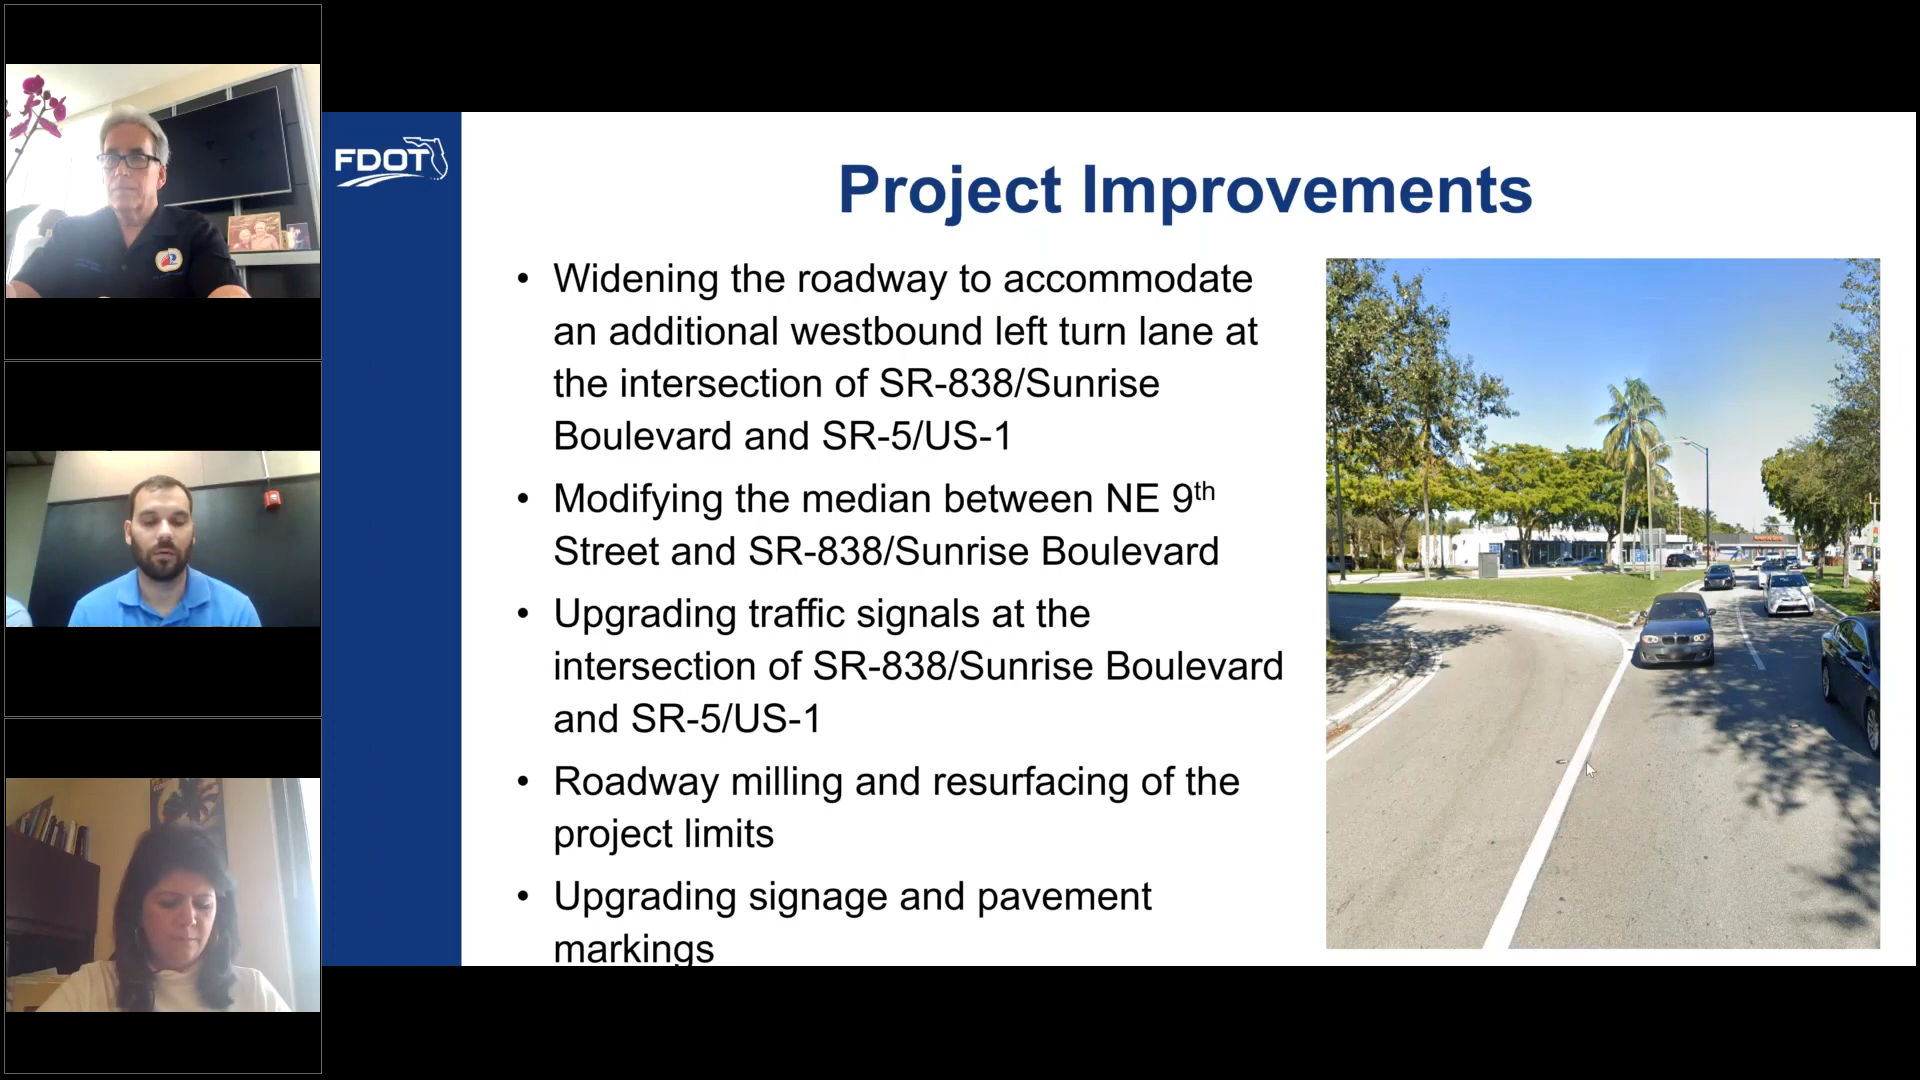 FDOT
Project Improvements
• Widening the roadway to accommodate
an additional westbound left turn lane at
the intersection of SR-838/Sunrise
Boulevard and SR-5/US-1
• Modifying the median between NE 9th
Street and SR-838/Sunrise Boulevard
• Upgrading traffic signals at the
intersection of SR-838/Sunrise Boulevard
and SR-5/US-1
• Roadway milling and resurfacing of the
project limits
• Upgrading signage and pavement
markings